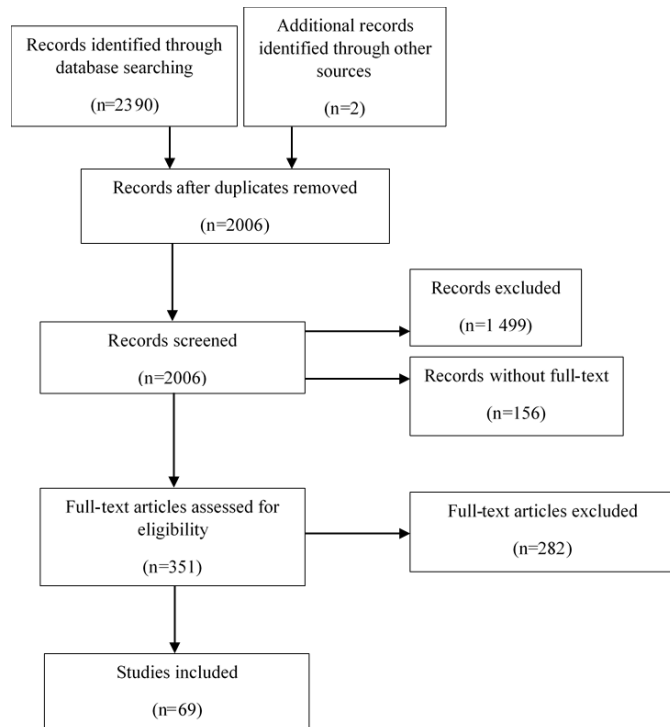 Records identified through
database searching
(n=2390)
Additional records
identified through other
sources
(n=2)
Records after duplicates removed
(n=2006)
Records screened
(n=2006)
Records excluded
(n=1 499)
Records without full-text
(n=156)
Full-text articles assessed for
eligibility
(n=351)
Full-text articles excluded
(n=282)
Studies included
(n=69)